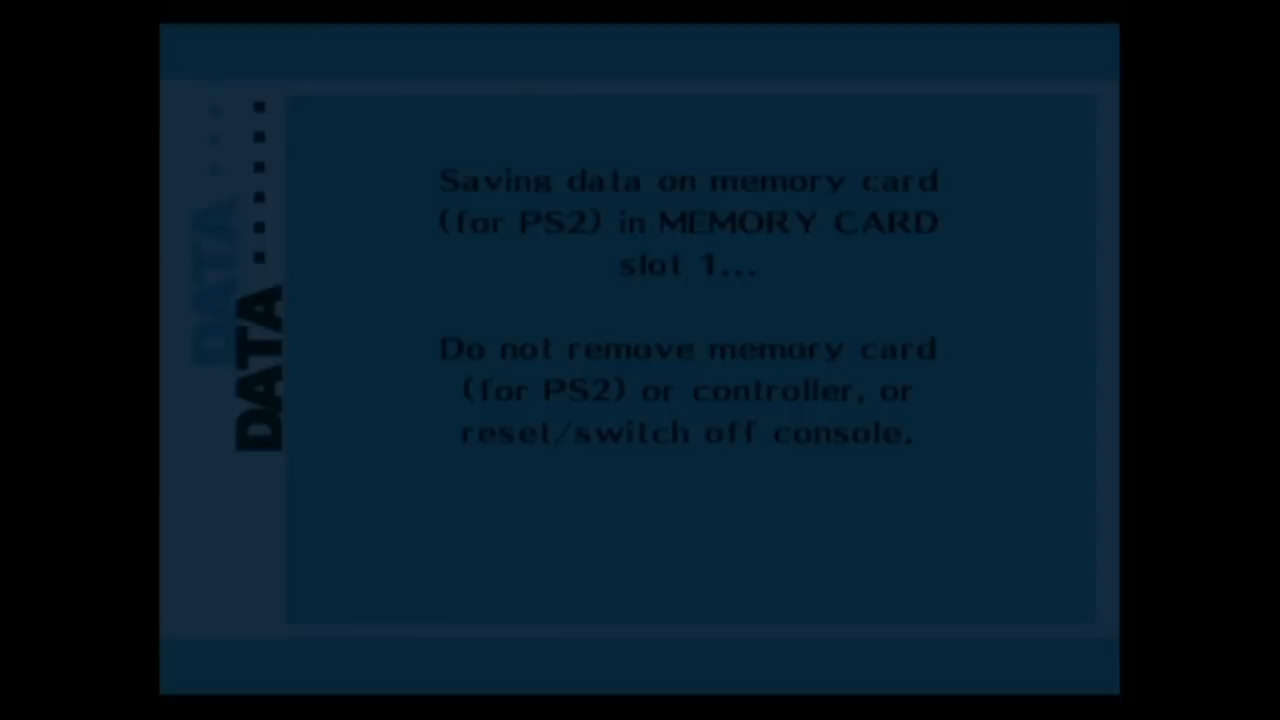 DATA
DATA
Saving data on memory card
(for PS2) in MEMORY CARD
slot 1...
Do not remove memory card
(for PS2) or controller, or
reset/switch off console.